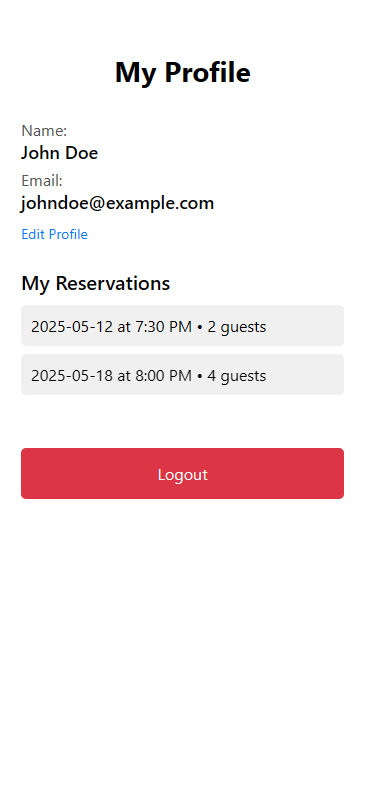 My Profile
Name:
John Doe
Email:
johndoe@example.com
Edit Profile
My Reservations
2025-05-12 at 7:30 PM • 2 guests
2025-05-18 at 8:00 PM • 4 guests
Logout